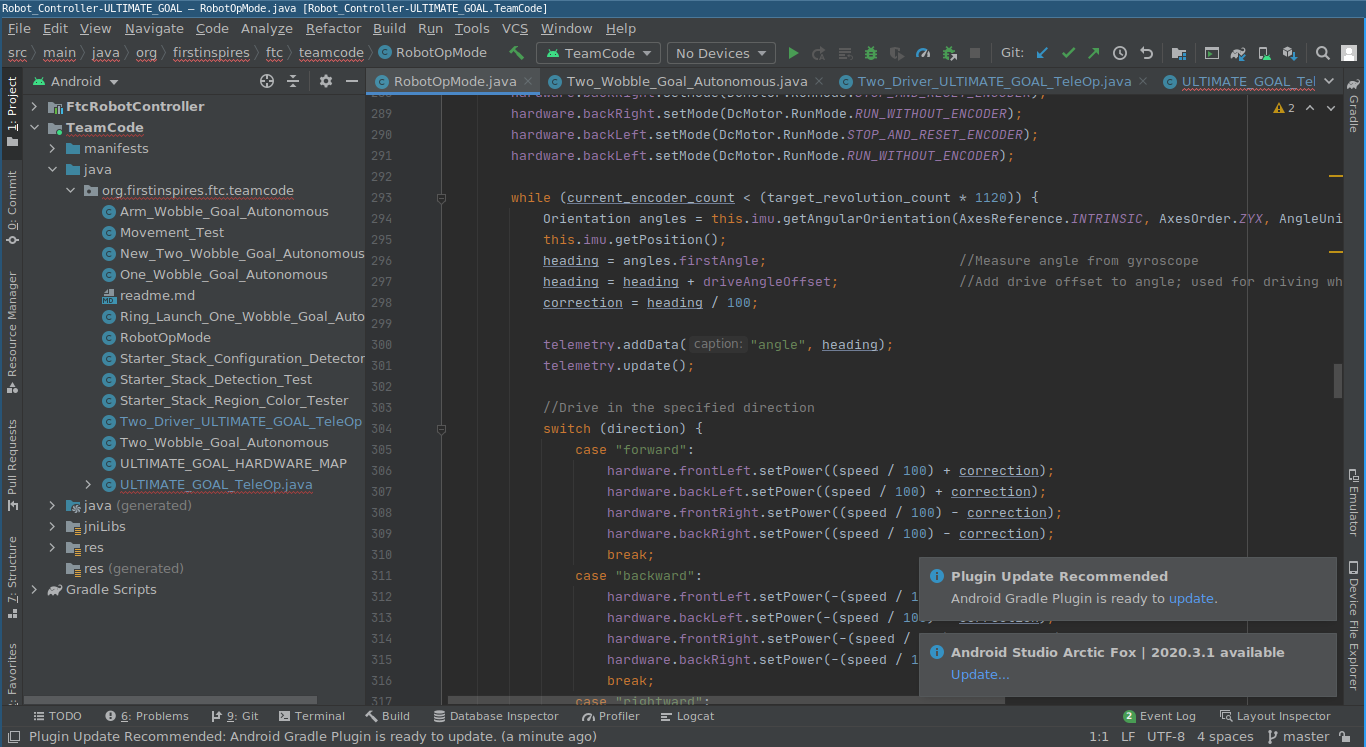 Robot_Controller-ULTIMATE_GOAL – RobotOpMode.java [Robot_Controller-ULTIMATE_GOAL.TeamCode]
File Edit View Navigate Code Analyze Refactor Build Run Tools VCS Window Help
src main java org firstinspires ftc teamcode RobotOpMode TeamCode No Devices Git:
Android
RobotOpMode.java Two_Wobble_Goal_Autonomous.java Two_Driver_ULTIMATE_GOAL_TeleOp.java ULTIMATE_GOAL_Tel
1: Project
0: Commit
Resource Manager
Pull Requests
7: Structure
Favorites
FtcRobotController
TeamCode
manifests
java
org.firstinspires.ftc.teamcode
Arm_Wobble_Goal_Autonomous
Movement_Test
New_Two_Wobble_Goal_Autonomous
One_Wobble_Goal_Autonomous
readme.md
Ring_Launch_One_Wobble_Goal_Auto
RobotOpMode
Starter_Stack_Configuration_Detector
Starter_Stack_Detection_Test
Starter_Stack_Region_Color_Tester
Two_Driver_ULTIMATE_GOAL_TeleOp
Two_Wobble_Goal_Autonomous
ULTIMATE_GOAL_HARDWARE_MAP
ULTIMATE_GOAL_TeleOp.java
java (generated)
jniLibs
res
res (generated)
Gradle Scripts
288 hardware.backRight.setMode(DcMotor.RunMode.STOP_AND_RESET_ENCODER);
289 hardware.backRight.setMode(DcMotor.RunMode.RUN_WITHOUT_ENCODER);
290 hardware.backLeft.setMode(DcMotor.RunMode.STOP_AND_RESET_ENCODER);
291 hardware.backLeft.setMode(DcMotor.RunMode.RUN_WITHOUT_ENCODER);
292
293 while (current_encoder_count < (target_revolution_count * 1120)) {
294 Orientation angles = this.imu.getAngularOrientation(AxesReference.INTRINSIC, AxesOrder.ZYX, AngleUni
295 this.imu.getPosition();
296 heading = angles.firstAngle; //Measure angle from gyroscope
297 heading = heading + driveAngleOffset; //Add drive offset to angle; used for driving wh
298 correction = heading / 100;
299
300 telemetry.addData( caption: "angle", heading);
301 telemetry.update();
302
303 //Drive in the specified direction
304 switch (direction) {
305 case "forward":
306 hardware.frontLeft.setPower((speed / 100) + correction);
307 hardware.backLeft.setPower((speed / 100) + correction);
308 hardware.frontRight.setPower((speed / 100) - correction);
309 hardware.backRight.setPower((speed / 100) - correction);
310 break;
311 case "backward":
312 hardware.frontLeft.setPower(-(speed / 1
313 hardware.backLeft.setPower(-(speed / 10
314 hardware.frontRight.setPower(-(speed /
315 hardware.backRight.setPower(-(speed / 1
316 break;
317 case "rightward":
2
Plugin Update Recommended
Android Gradle Plugin is ready to update.
Android Studio Arctic Fox | 2020.3.1 available
Update...
Gradle
Emulator
Device File Explorer
TODO 6: Problems 9: Git Terminal Build Database Inspector Profiler Logcat 2 Event Log Layout Inspector
Plugin Update Recommended: Android Gradle Plugin is ready to update. (a minute ago) 1:1 LF UTF-8 4 spaces master